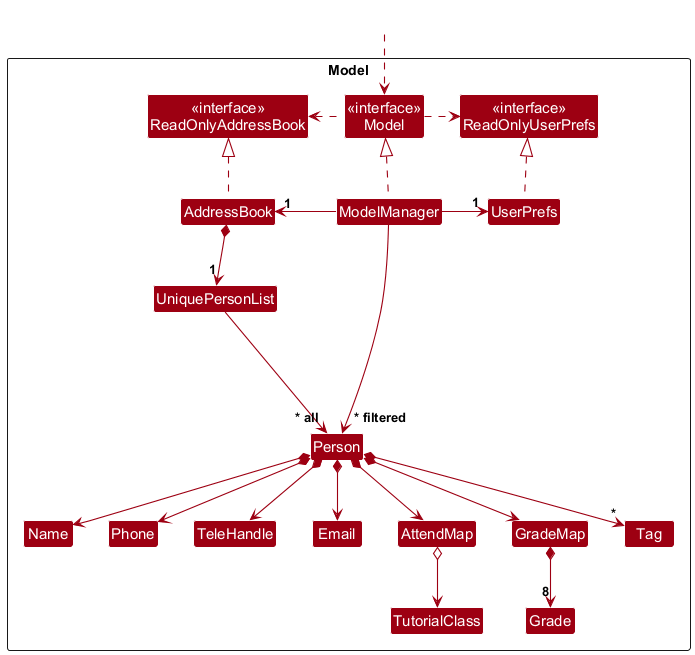 Model
«interface»
ReadOnlyAddressBook
«interface»
Model
«interface»
ReadOnlyUserPrefs
AddressBook
1
ModelManager
1
UserPrefs
1
UniquePersonList
* all
* filtered
Person
*
Name
Phone
TeleHandle
Email
AttendMap
GradeMap
Tag
8
TutorialClass
Grade